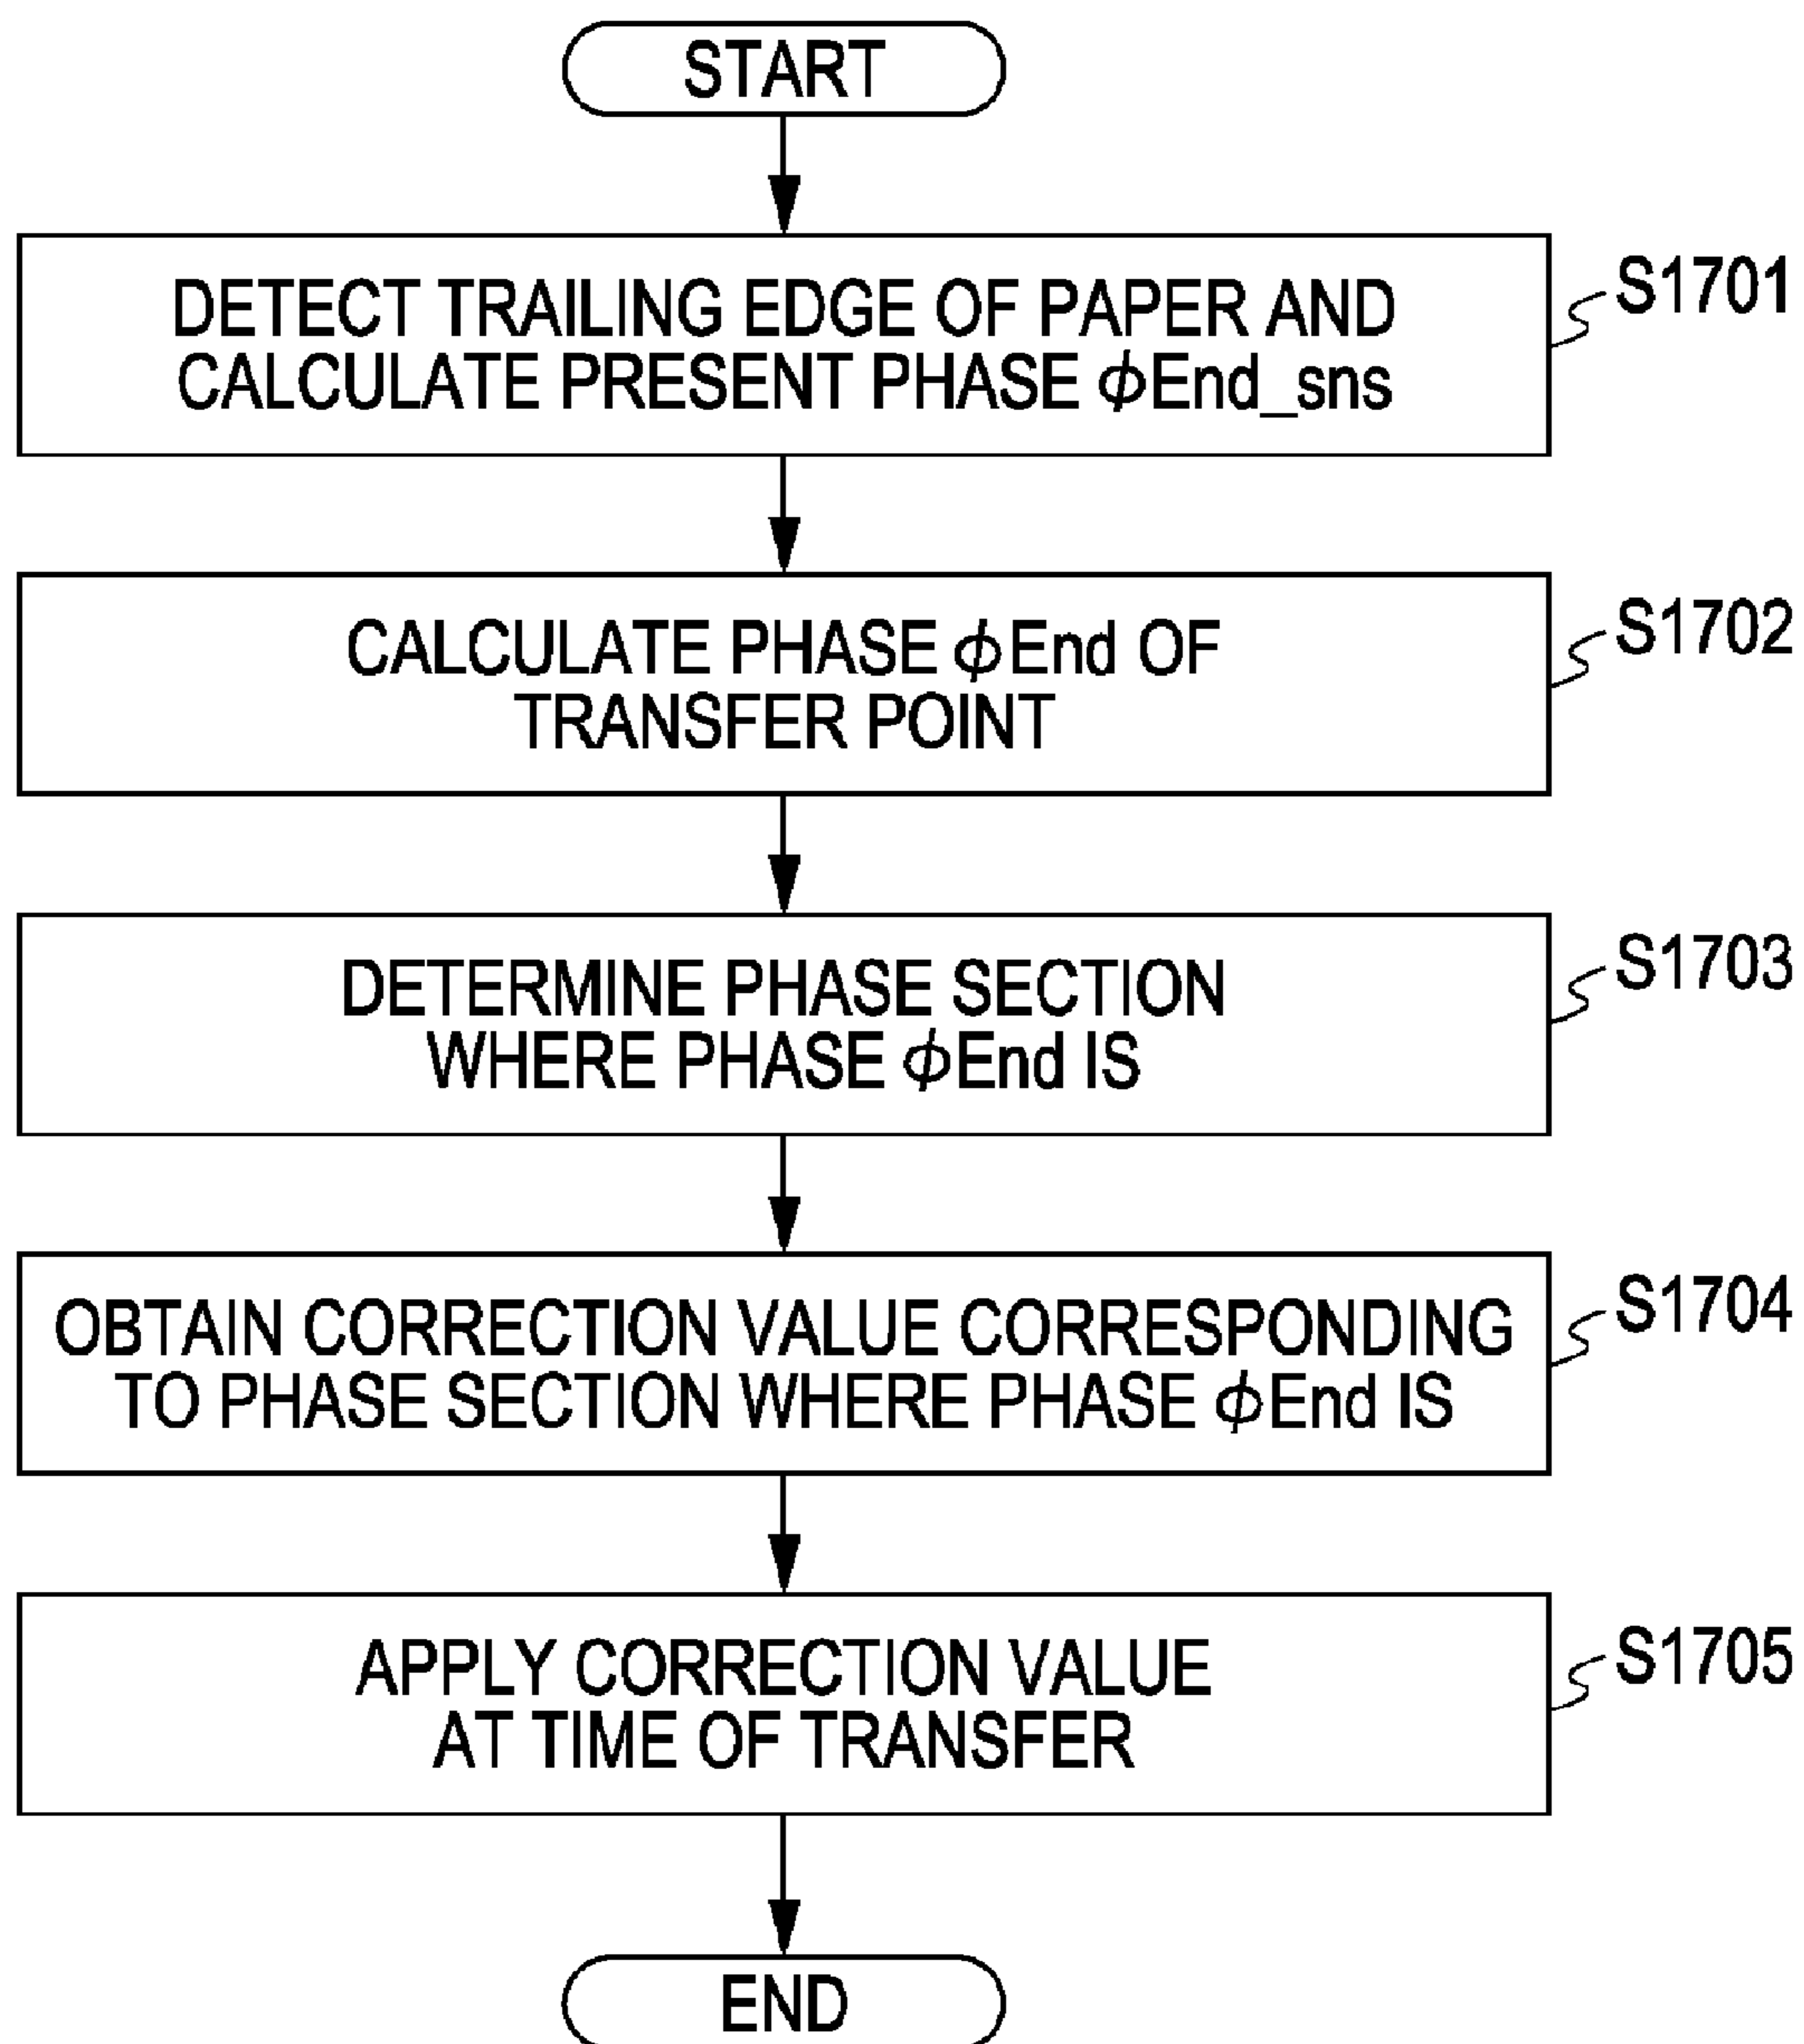 START
DETECT TRAILING EDGE OF PAPER AND
CALCULATE PRESENT PHASE ϕEnd_sns
S1701
CALCULATE PHASE ϕEnd OF
TRANSFER POINT
S1702
DETERMINE PHASE SECTION
WHERE PHASE ϕEnd IS
S1703
OBTAIN CORRECTION VALUE CORRESPONDING
TO PHASE SECTION WHERE PHASE ϕEnd IS
S1704
APPLY CORRECTION VALUE
AT TIME OF TRANSFER
S1705
END